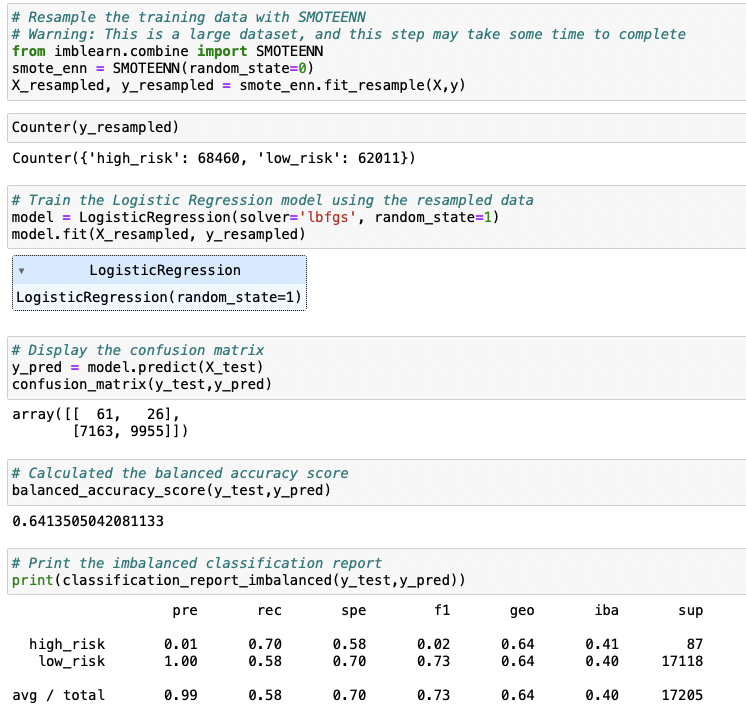 # Resample the training data with SMOTEENN
# Warning: This is a large dataset, and this step may take some time to complete
from imblearn.combine import SMOTEENN
smote_enn = SMOTEENN(random_state=0)
X_resampled, y_resampled = smote_enn.fit_resample(X,y)
Counter(y_resampled)
Counter({'high_risk': 68460, 'low_risk': 62011})
# Train the Logistic Regression model using the resampled data
model = LogisticRegression(solver='lbfgs', random_state=1)
model.fit(X_resampled, y_resampled)
▾ LogisticRegression
LogisticRegression(random_state=1)
# Display the confusion matrix
y_pred = model.predict(X_test)
confusion_matrix(y_test,y_pred)
array([[  61,   26],
       [7163, 9955]])
# Calculated the balanced accuracy score
balanced_accuracy_score(y_test,y_pred)
0.6413505042081133
# Print the imbalanced classification report
print(classification_report_imbalanced(y_test,y_pred))
                   pre       rec       spe        f1       geo       iba       sup
  high_risk       0.01      0.70      0.58      0.02      0.64      0.41        87
   low_risk       1.00      0.58      0.70      0.73      0.64      0.40     17118
avg / total       0.99      0.58      0.70      0.73      0.64      0.40     17205